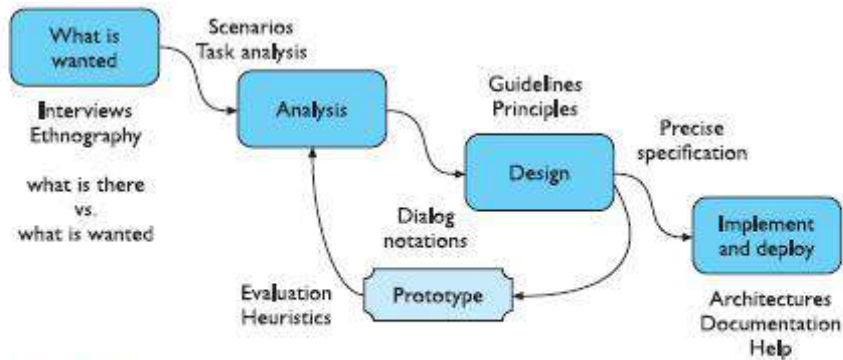 What is
wanted
Scenarios
Task analysis
Interviews
Ethnography
what is there
vs.
what is wanted
Analysis
Guidelines
Principles
Design
Precise
specification
Dialog
notations
Implement
and deploy
Evaluation
Heuristics
Prototype
Architectures
Documentation
Help